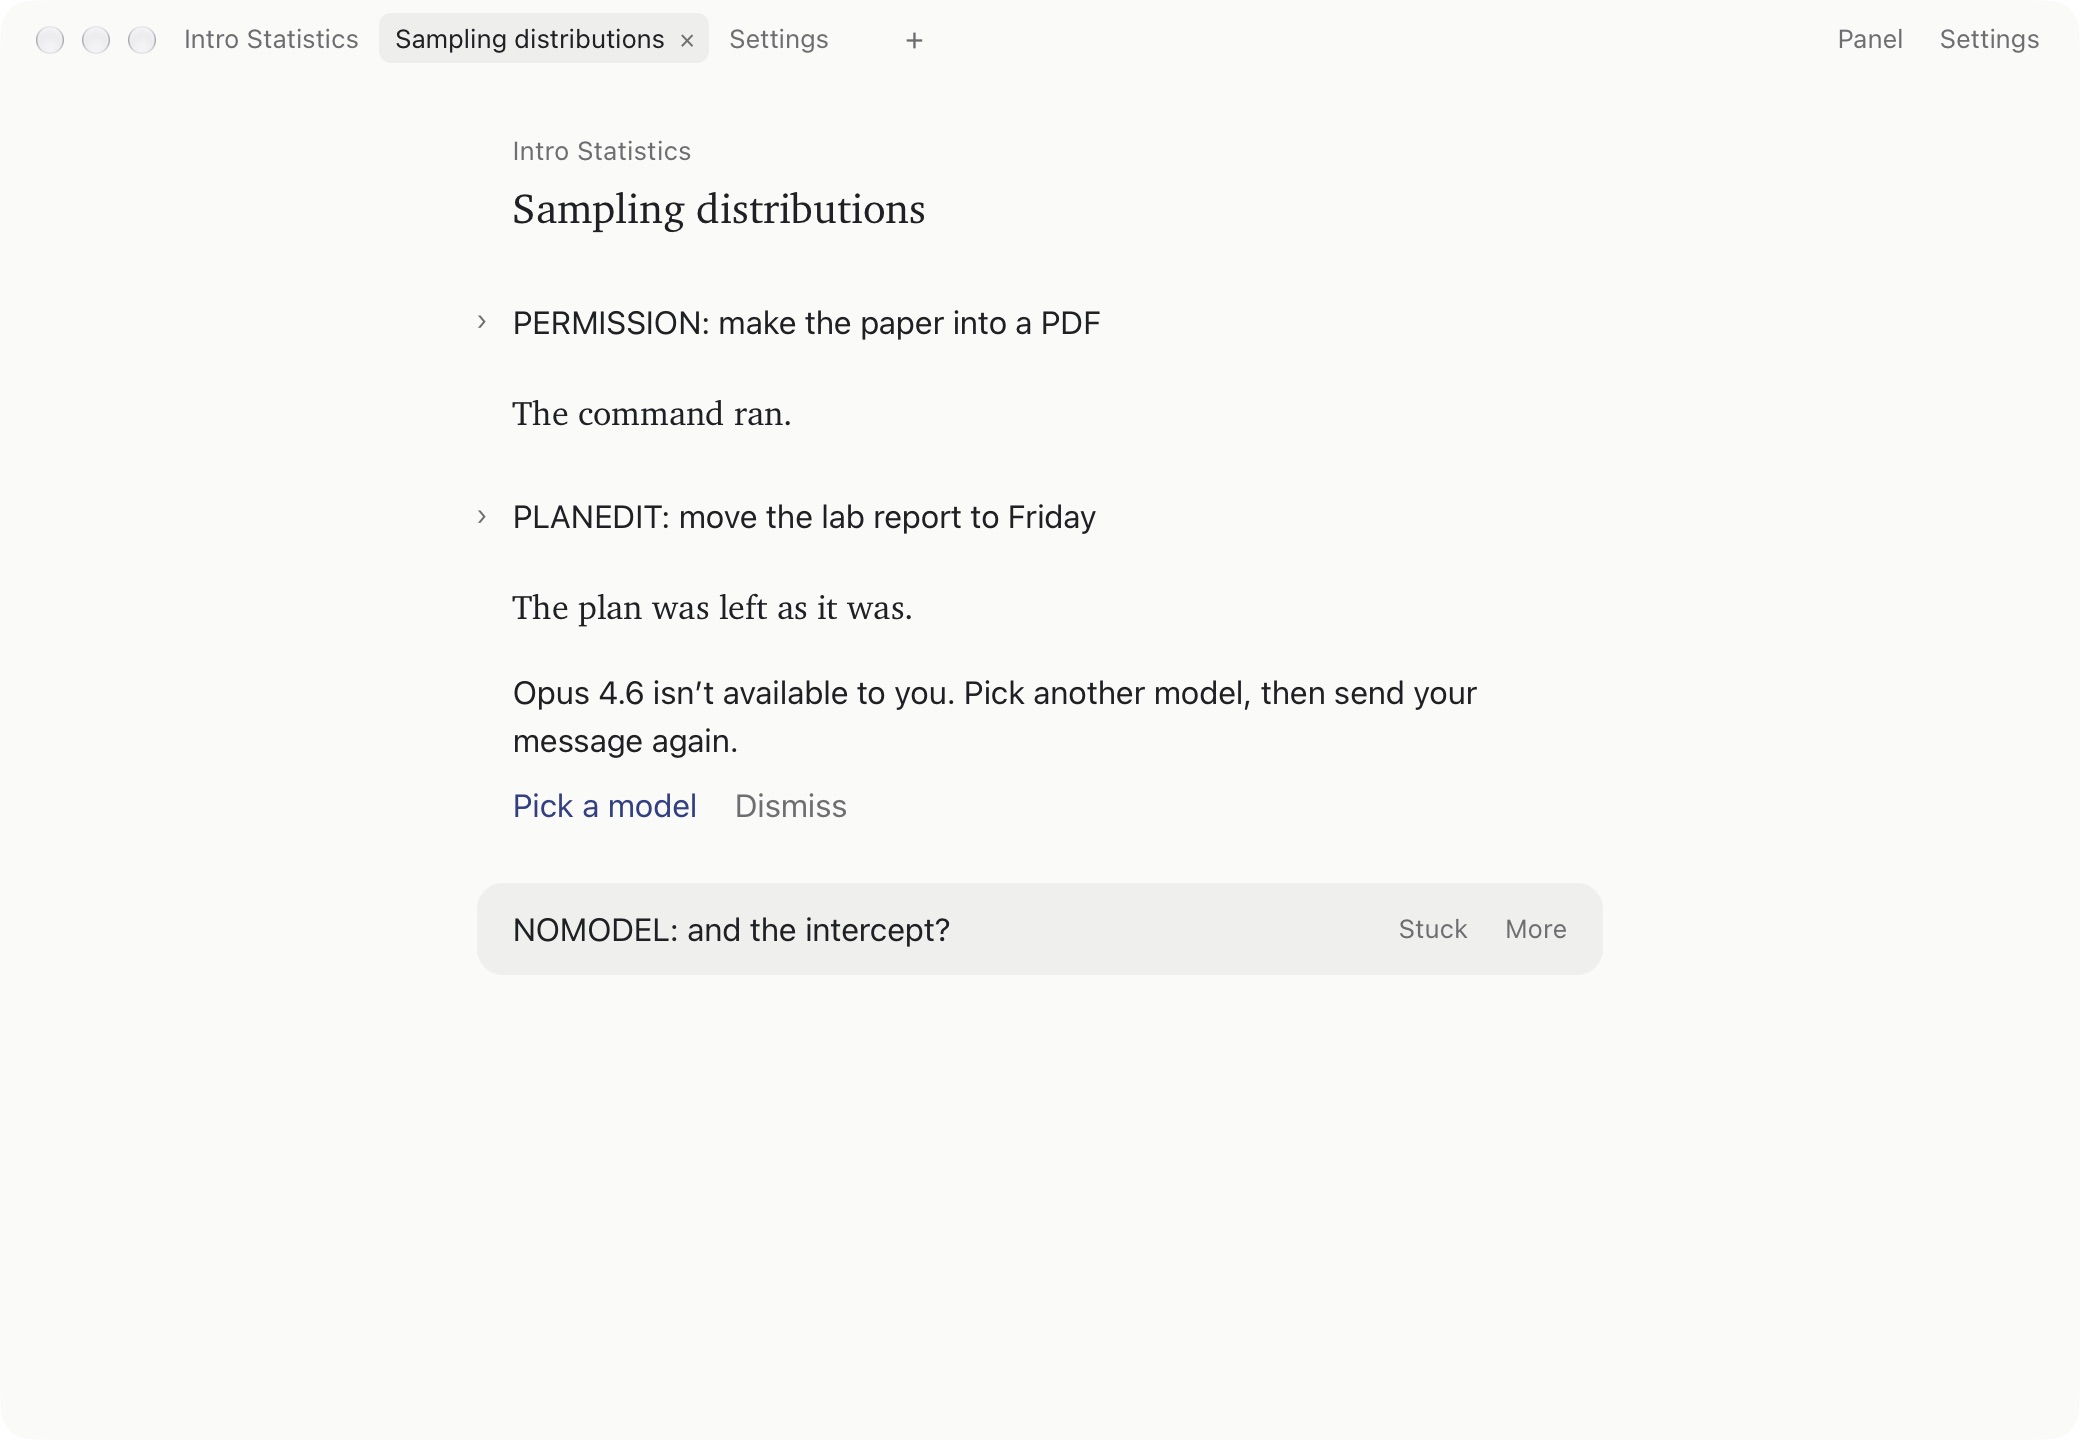 Intro Statistics
Sampling distributions ×
Settings
+
Panel
Settings
Intro Statistics
Sampling distributions
› PERMISSION: make the paper into a PDF
The command ran.
› PLANEDIT: move the lab report to Friday
The plan was left as it was.
Opus 4.6 isn’t available to you. Pick another model, then send your
message again.
Pick a model Dismiss
NOMODEL: and the intercept? Stuck More